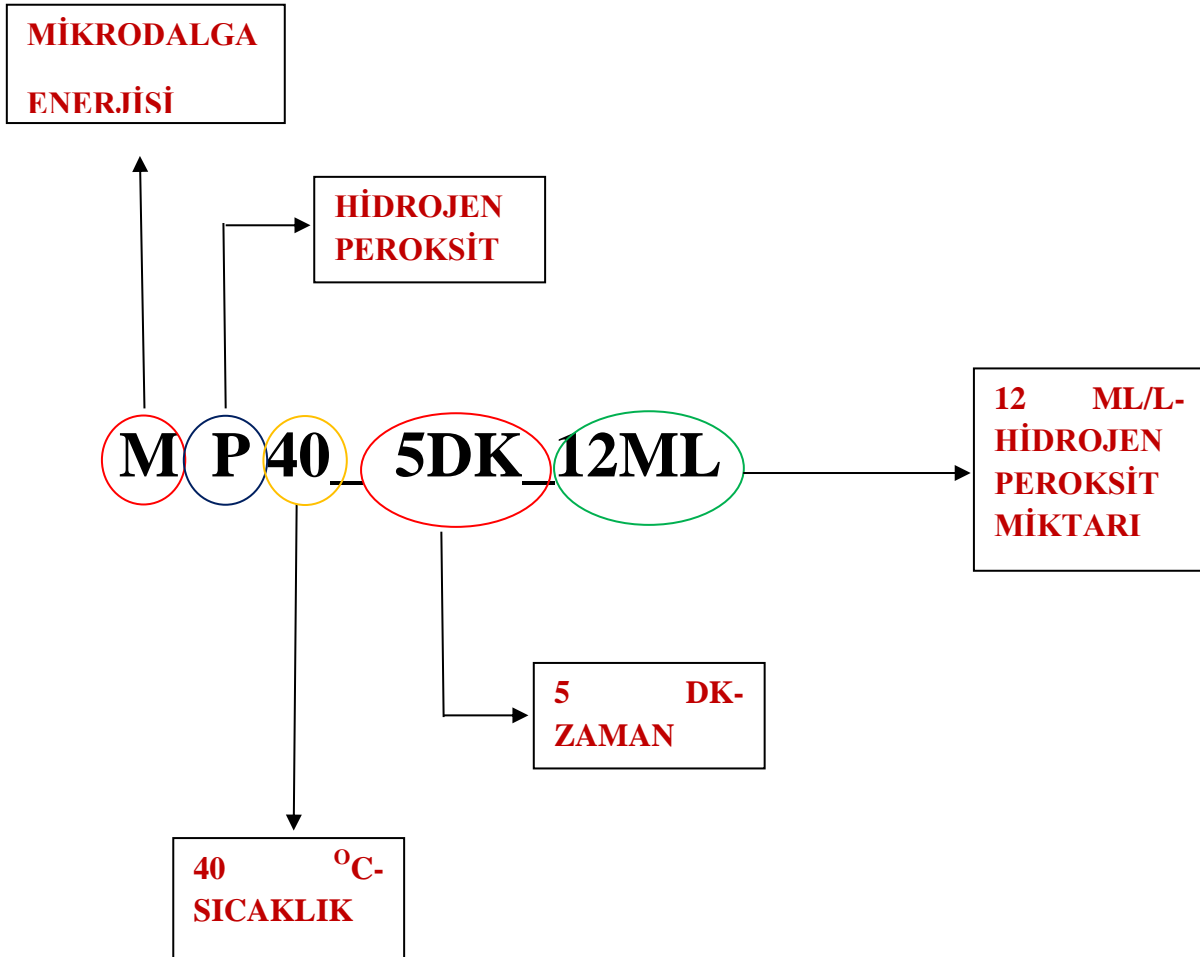 MİKRODALGA
ENERJİSİ
HİDROJEN
PEROKSİT
M P 40_ 5DK_12ML
12 ML/L-
HİDROJEN
PEROKSİT
MİKTARI
5 DK-
ZAMAN
40 ᴼC-
SICAKLIK